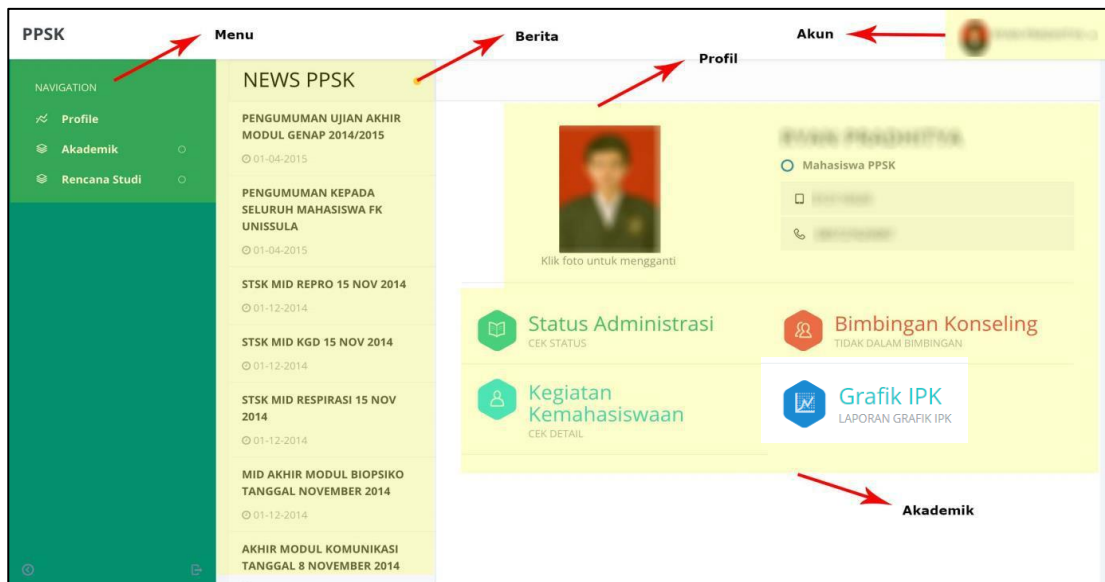 PPSK
Menu
Berita
Akun
Profil
NAVIGATION
Profile
Akademik
Rencana Studi
NEWS PPSK
PENGUMUMAN UJIAN AKHIR
MODUL GENAP 2014/2015
01-04-2015
PENGUMUMAN KEPADA
SELURUH MAHASISWA FK
UNISSULA
01-04-2015
STSK MID REPRO 15 NOV 2014
01-12-2014
STSK MID KGD 15 NOV 2014
01-12-2014
STSK MID RESPIRASI 15 NOV
2014
01-12-2014
MID AKHIR MODUL BIOPSIKO
TANGGAL NOVEMBER 2014
01-12-2014
AKHIR MODUL KOMUNIKASI
TANGGAL 8 NOVEMBER 2014
Klik foto untuk mengganti
Mahasiswa PPSK
Status Administrasi
CEK STATUS
Bimbingan Konseling
TIDAK DALAM BIMBINGAN
Kegiatan
Kemahasiswaan
CEK DETAIL
Grafik IPK
LAPORAN GRAFIK IPK
Akademik